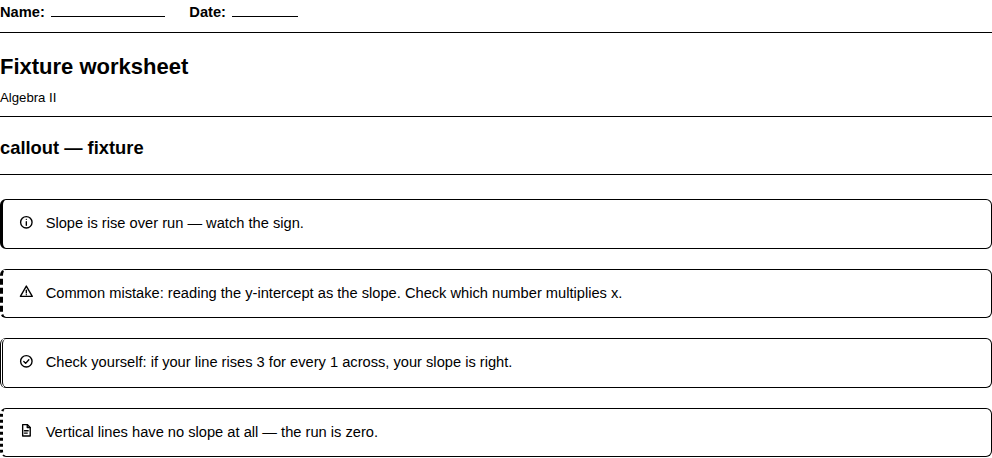 Name: Date:
Fixture worksheet
Algebra II
callout — fixture
Slope is rise over run — watch the sign.
Common mistake: reading the y-intercept as the slope. Check which number multiplies x.
Check yourself: if your line rises 3 for every 1 across, your slope is right.
Vertical lines have no slope at all — the run is zero.